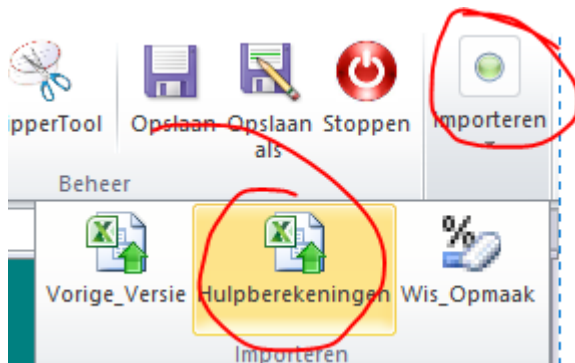 pperTool Opslaan Opslaan als Stoppen Importeren
Beheer
Vorige_Versie Hulpberekeningen Wis_Opmaak
Importeren